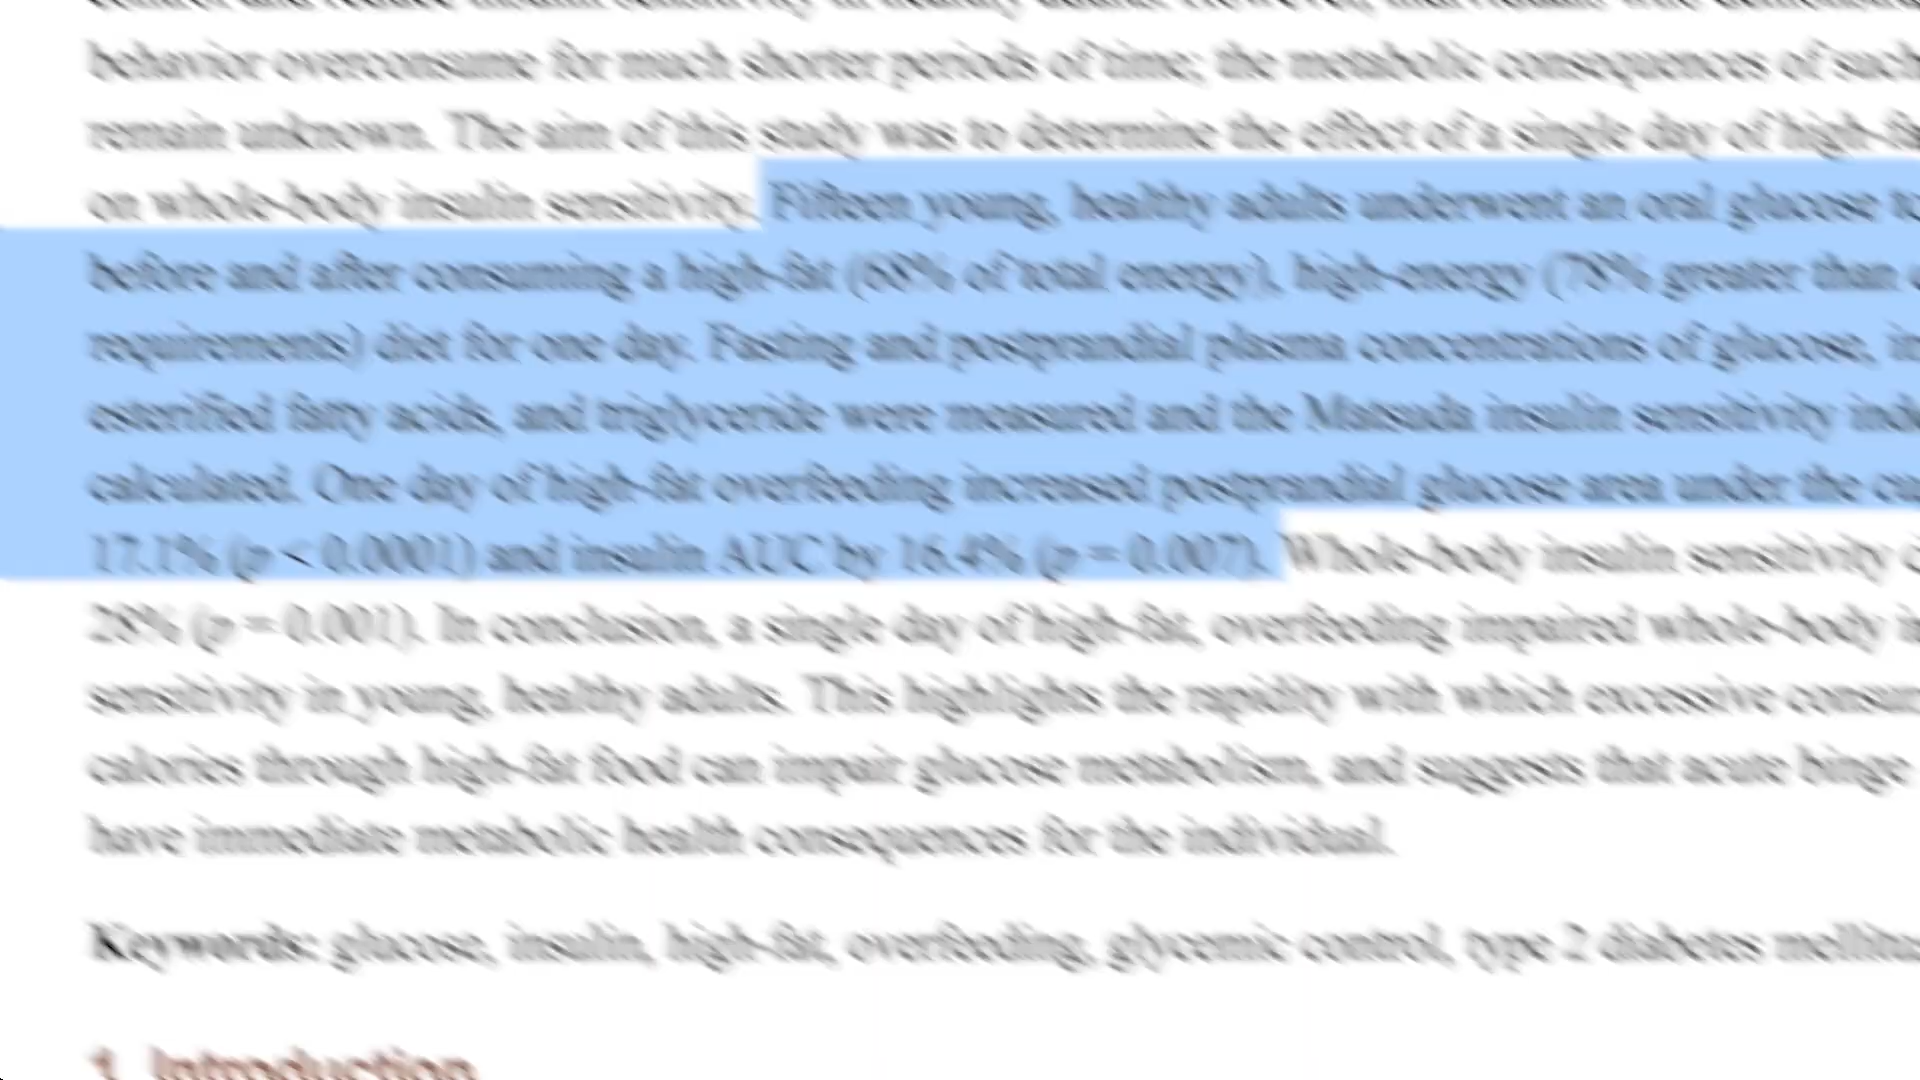 behavior overconsume for much shorter periods of time; the metabolic consequences of such
remain unknown. The aim of this study was to determine the effect of a single day of high-fa
on whole-body insulin sensitivity. Fifteen young, healthy adults underwent an oral glucose to
before and after consuming a high-fat (68% of total energy), high-energy (78% greater than
requirements) diet for one day. Fasting and postprandial plasma concentrations of glucose, in
esterified fatty acids, and triglyceride were measured and the Matsuda insulin sensitivity ind
calculated. One day of high-fat overfeeding increased postprandial glucose area under the cu
17.1% (p < 0.0001) and insulin AUC by 16.4% (p = 0.007). Whole-body insulin sensitivity
28% (p = 0.001). In conclusion, a single day of high-fat, overfeeding impaired whole-body in
sensitivity in young, healthy adults. This highlights the rapidity with which excessive consum
calories through high-fat food can impair glucose metabolism, and suggests that acute binge
have immediate metabolic health consequences for the individual.
Keywords: glucose, insulin, high-fat, overfeeding, glycemic control, type 2 diabetes mellitus
1. Introduction